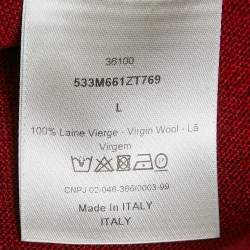 36100
533M661ZT769
L
100% Laine Vierge - Virgin Wool - Lã
Virgem
CNPJ 02-046-366/0003-99
Made In ITALY
ITALY